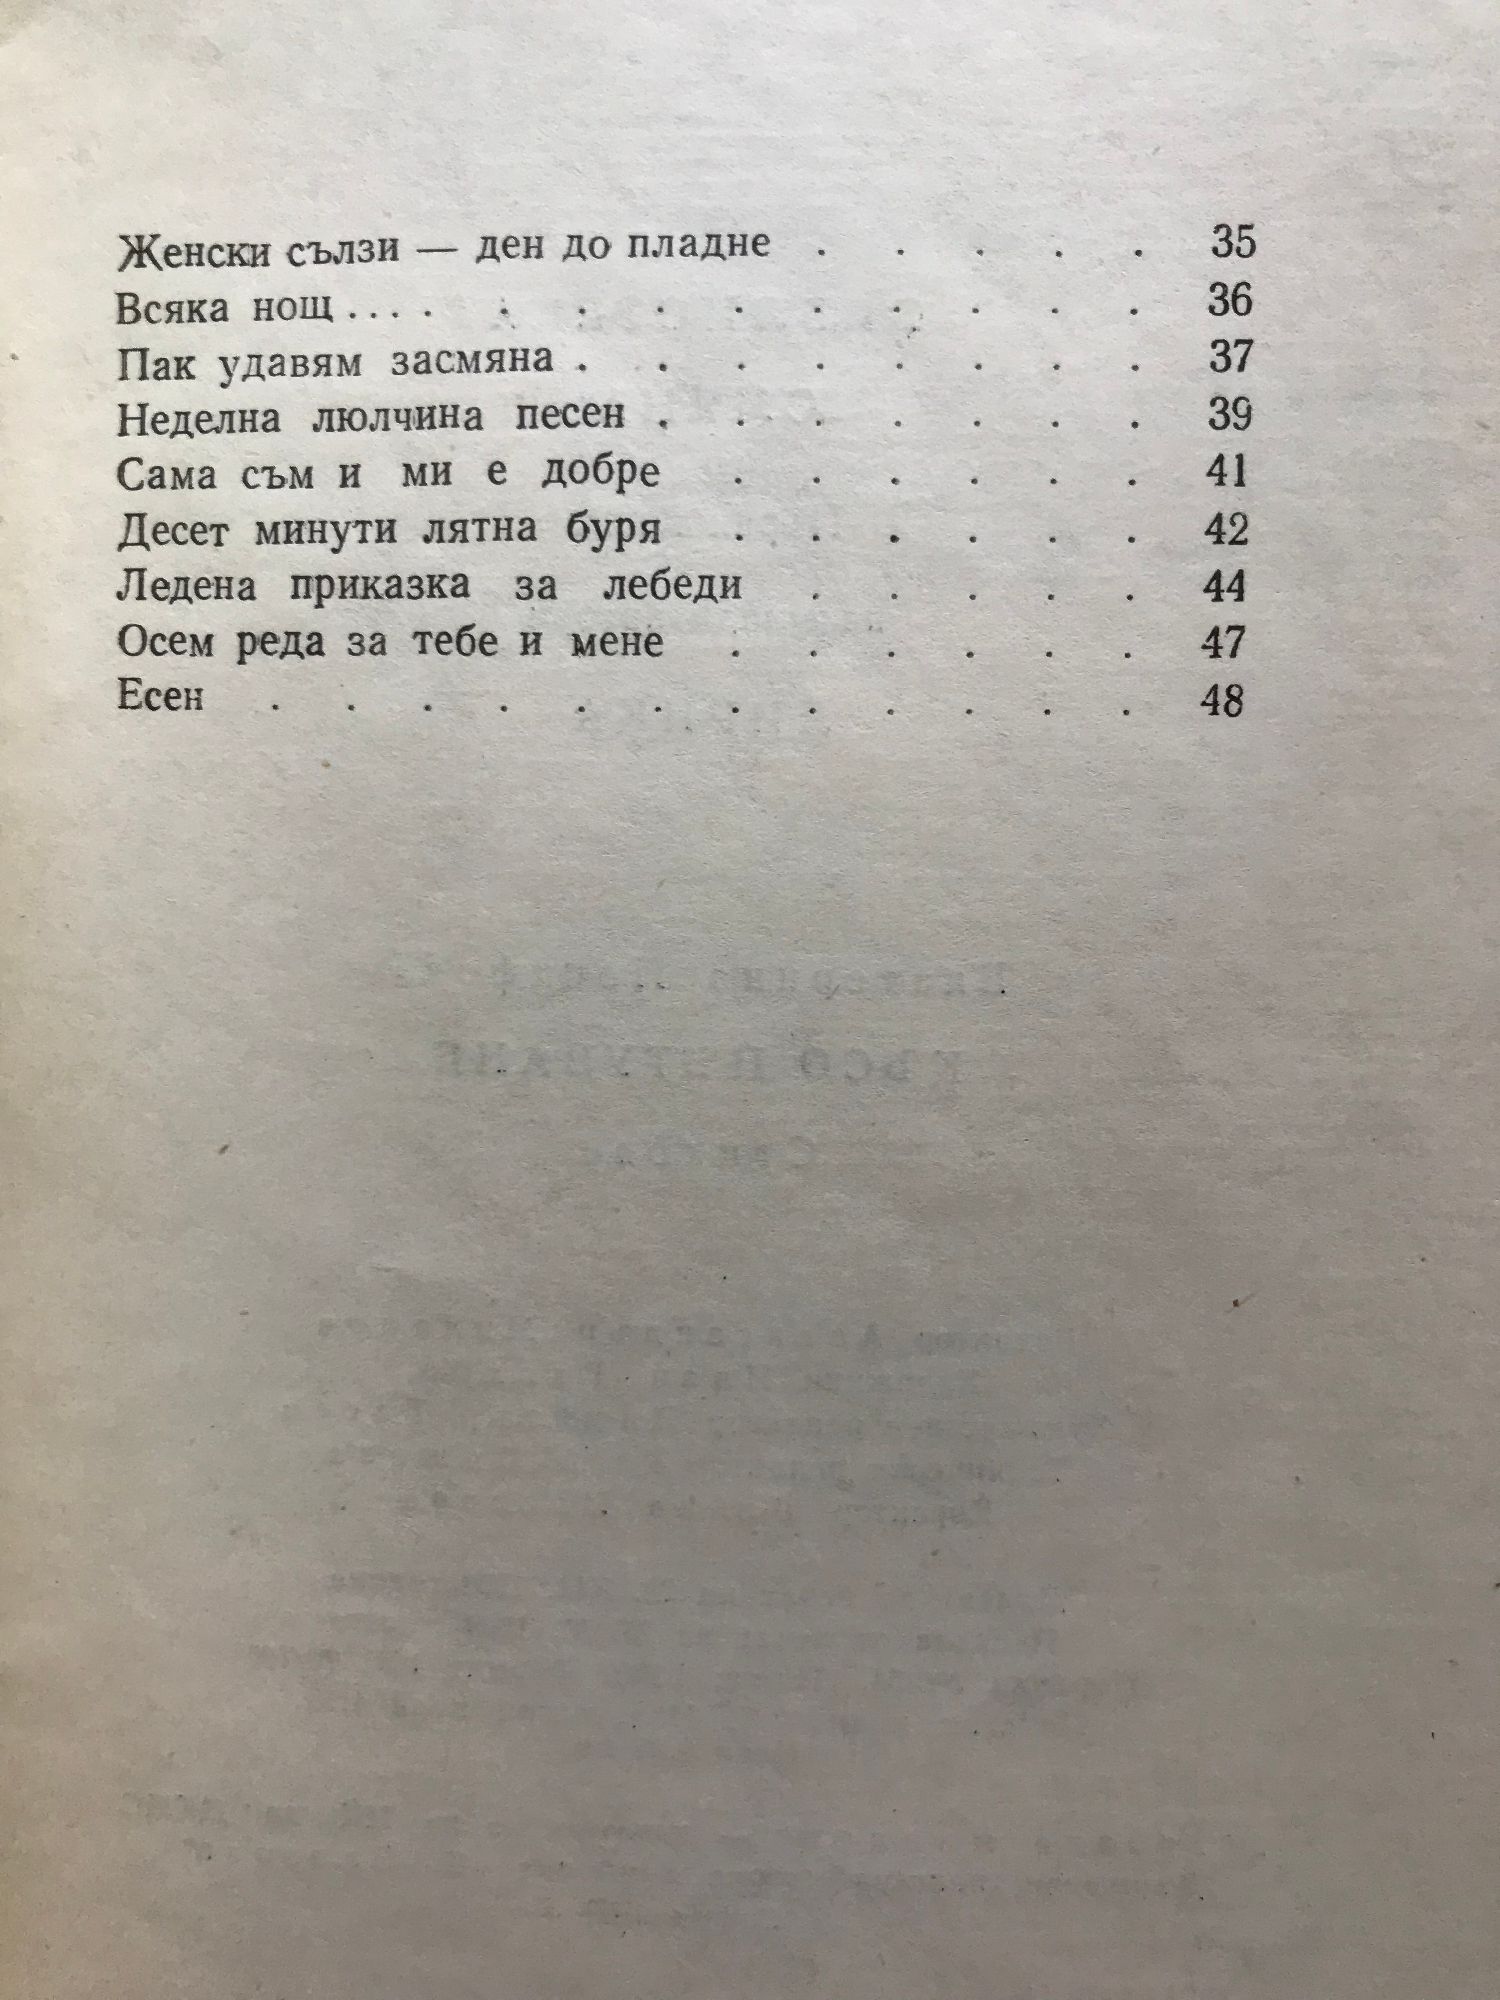 Женски сълзи — ден до пладне . . . . . 35
Всяка нощ... . . . . . . . . . . 36
Пак удавям засмяна . . . . . . . . 37
Неделна люлчина песен . . . . . . . 39
Сама съм и ми е добре . . . . . . 41
Десет минути лятна буря . . . . . . 42
Ледена приказка за лебеди . . . . . 44
Осем реда за тебе и мене . . . . . . 47
Есен . . . . . . . . . . . . 48